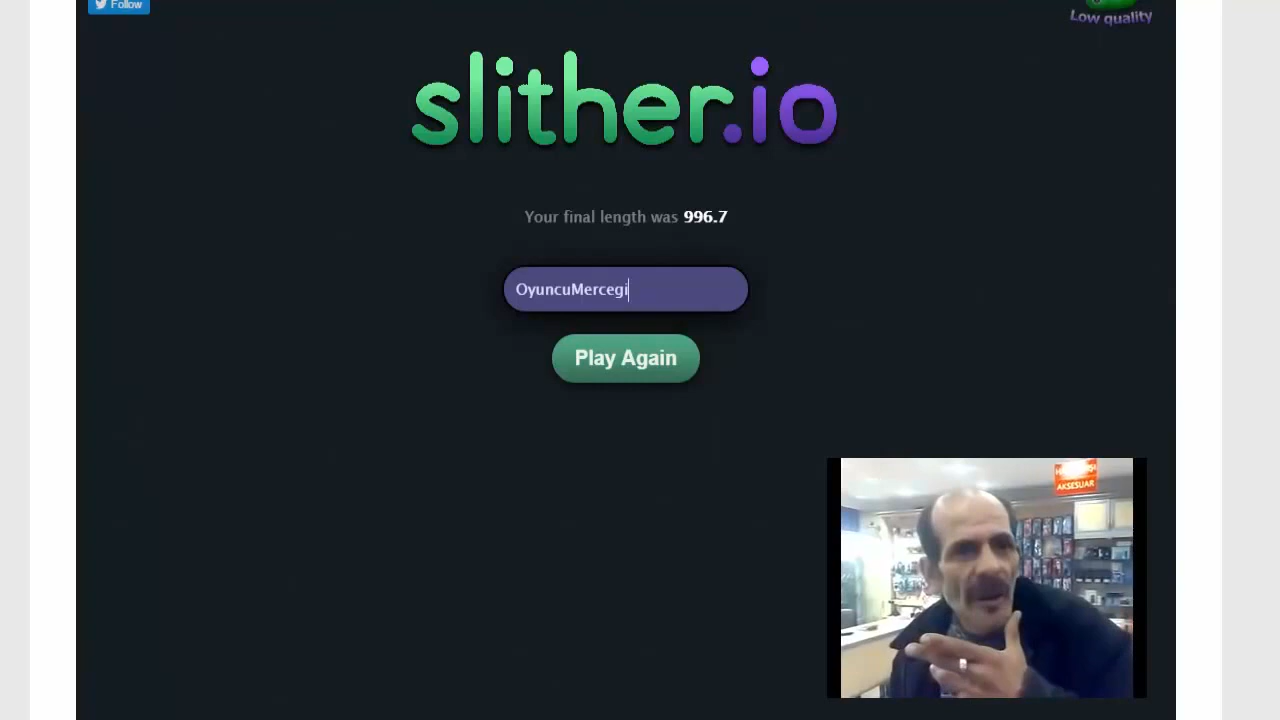 Follow
Low quality
slither.io
Your final length was 996.7
OyuncuMercegi
Play Again
AKSESUAR